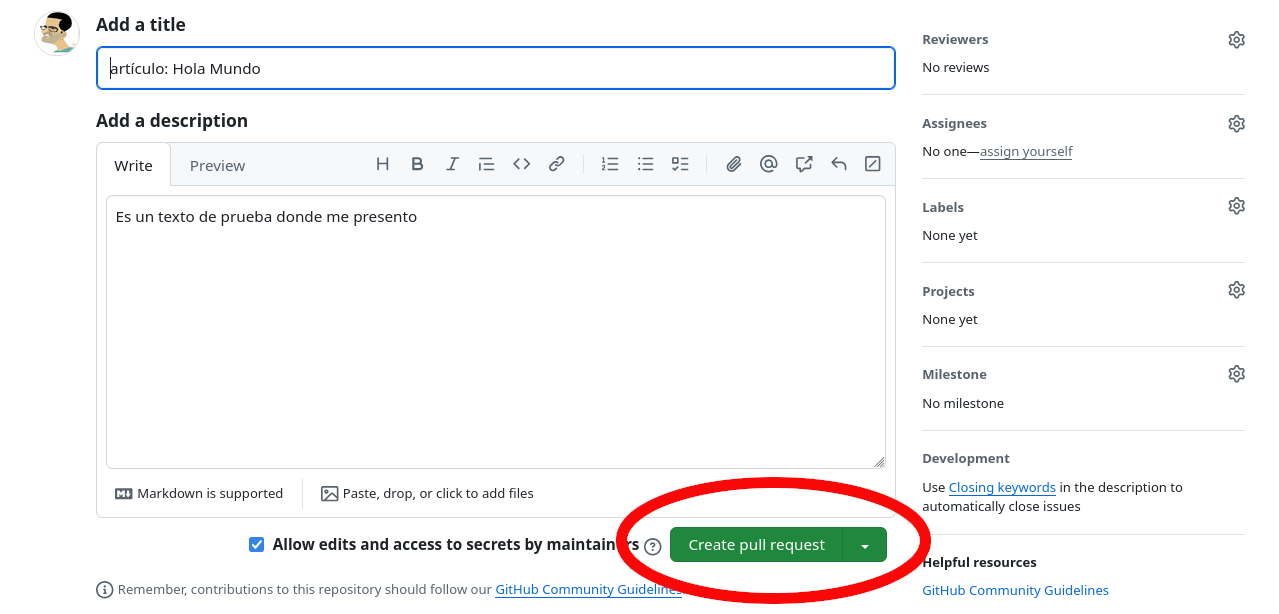 Add a title
artículo: Hola Mundo
Add a description
Write Preview
Es un texto de prueba donde me presento
Markdown is supported
Paste, drop, or click to add files
Allow edits and access to secrets by maintainers
Create pull request
Remember, contributions to this repository should follow our GitHub Community Guidelines
Reviewers
No reviews
Assignees
No one—assign yourself
Labels
None yet
Projects
None yet
Milestone
No milestone
Development
Use Closing keywords in the description to
automatically close issues
Helpful resources
GitHub Community Guidelines